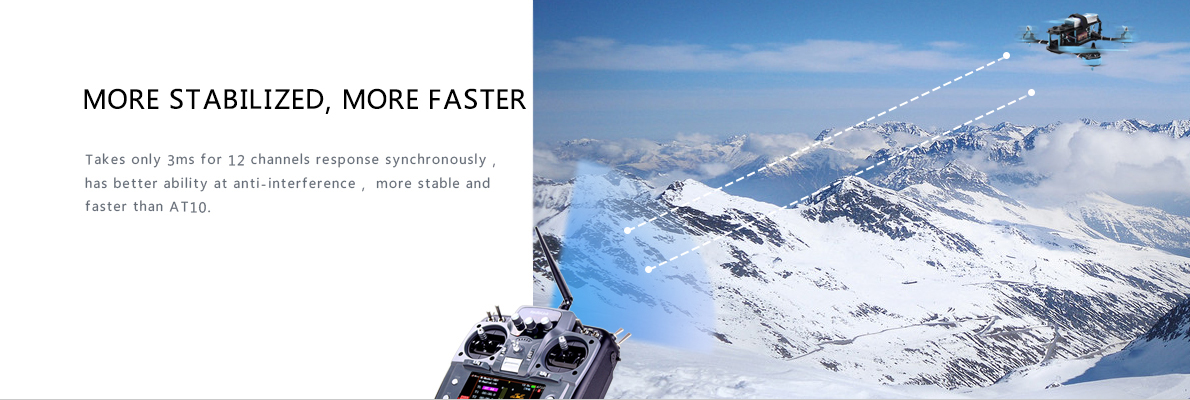 MORE STABILIZED, MORE FASTER
Takes only 3ms for 12 channels response synchronously ,
has better ability at anti-interference , more stable and
faster than AT10.